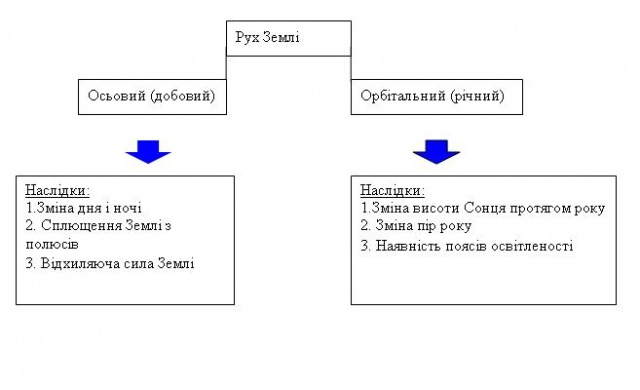 Рух Землі
Осьовий (добовий)
Орбітальний (річний)
Наслідки:
1.Зміна дня і ночі
2. Сплющення Землі з
полюсів
3. Відхиляюча сила Землі
Наслідки:
1.Зміна висоти Сонця протягом року
2. Зміна пір року
3. Наявність поясів освітленості